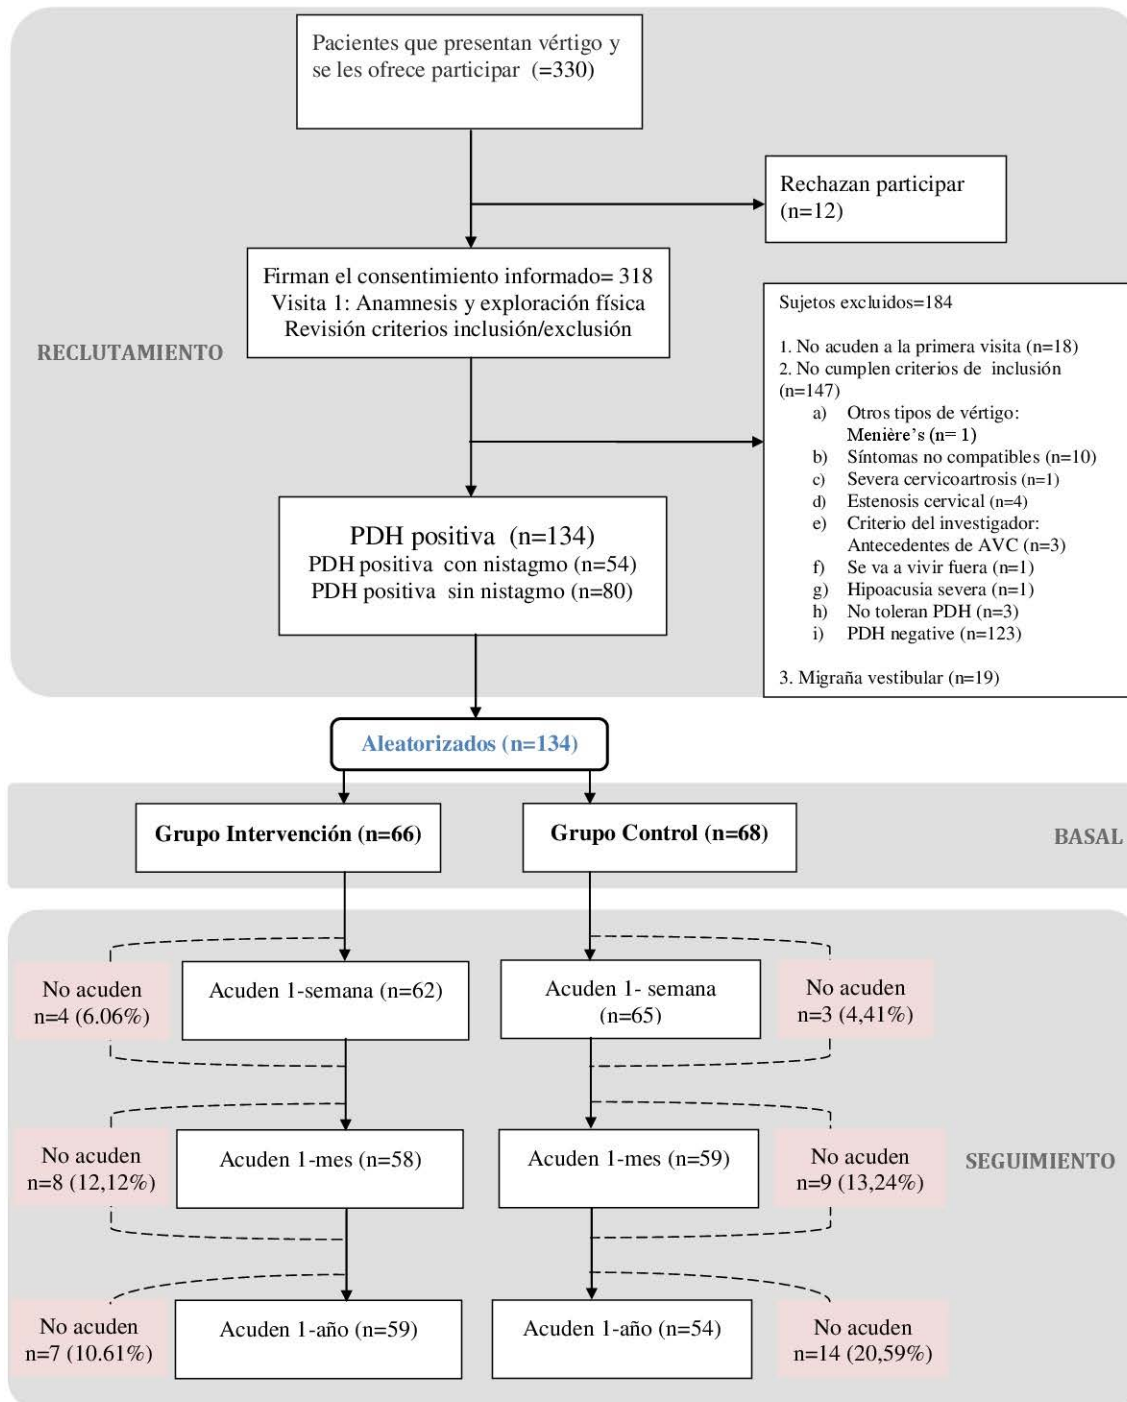 Pacientes que presentan vértigo y
se les ofrece participar (=330)
Rechazan participar
(n=12)
Firman el consentimiento informado= 318
Visita 1: Anamnesis y exploración física
Revisión criterios inclusión/exclusión
RECLUTAMIENTO
Sujetos excluidos=184
1. No acuden a la primera visita (n=18)
2. No cumplen criterios de inclusión
(n=147)
a) Otros tipos de vértigo:
Menière's (n= 1)
b) Síntomas no compatibles (n=10)
c) Severa cervicoartrosis (n=1)
d) Estenosis cervical (n=4)
e) Criterio del investigador:
Antecedentes de AVC (n=3)
f) Se va a vivir fuera (n=1)
g) Hipoacusia severa (n=1)
h) No toleran PDH (n=3)
i) PDH negative (n=123)
3. Migraña vestibular (n=19)
PDH positiva (n=134)
PDH positiva con nistagmo (n=54)
PDH positiva sin nistagmo (n=80)
Aleatorizados (n=134)
Grupo Intervención (n=66)
Grupo Control (n=68)
BASAL
No acuden
n=4 (6.06%)
Acuden 1-semana (n=62)
Acuden 1- semana
(n=65)
No acuden
n=3 (4,41%)
No acuden
n=8 (12,12%)
Acuden 1-mes (n=58)
Acuden 1-mes (n=59)
No acuden
n=9 (13,24%)
SEGUIMIENTO
No acuden
n=7 (10.61%)
Acuden 1-año (n=59)
Acuden 1-año (n=54)
No acuden
n=14 (20,59%)